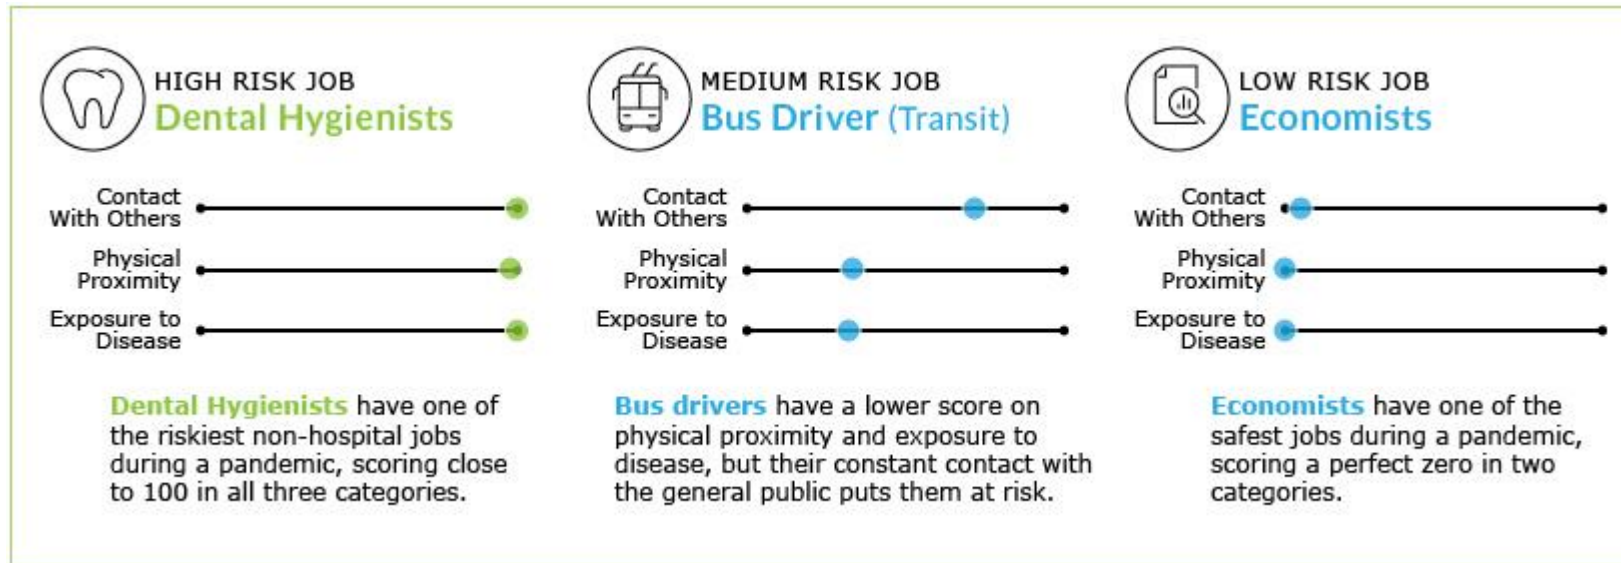 HIGH RISK JOB
Dental Hygienists
Contact
With Others
Physical
Proximity
Exposure to
Disease
Dental Hygienists have one of
the riskiest non-hospital jobs
during a pandemic, scoring close
to 100 in all three categories.
MEDIUM RISK JOB
Bus Driver (Transit)
Contact
With Others
Physical
Proximity
Exposure to
Disease
Bus drivers have a lower score on
physical proximity and exposure to
disease, but their constant contact with
the general public puts them at risk.
LOW RISK JOB
Economists
Contact
With Others
Physical
Proximity
Exposure to
Disease
Economists have one of the
safest jobs during a pandemic,
scoring a perfect zero in two
categories.